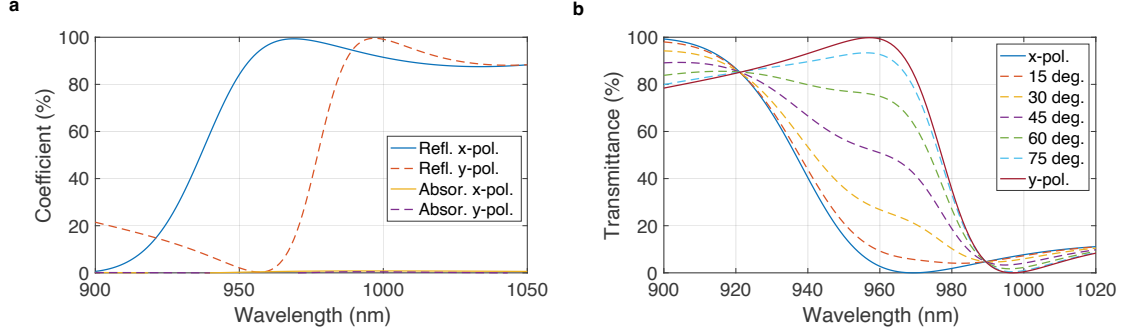 a
Coefficient (%)
100
80
60
40
20
0
900
950
1000
1050
Wavelength (nm)
Refl. x-pol.
Refl. y-pol.
Absor. x-pol.
Absor. y-pol.
b
Transmittance (%)
100
80
60
40
20
0
900
920
940
960
980
1000
1020
Wavelength (nm)
x-pol.
15 deg.
30 deg.
45 deg.
60 deg.
75 deg.
y-pol.